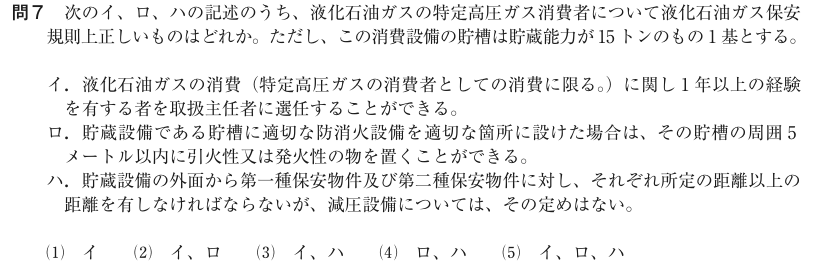 問7　次のイ、ロ、ハの記述のうち、液化石油ガスの特定高圧ガス消費者について液化石油ガス保安
規則上正しいものはどれか。ただし、この消費設備の貯槽は貯蔵能力が15トンのもの1基とする。
イ．液化石油ガスの消費（特定高圧ガスの消費者としての消費に限る。）に関し1年以上の経験
を有する者を取扱主任者に選任することができる。
ロ．貯蔵設備である貯槽に適切な防消火設備を適切な箇所に設けた場合は、その貯槽の周囲5
メートル以内に引火性又は発火性の物を置くことができる。
ハ．貯蔵設備の外面から第一種保安物件及び第二種保安物件に対し、それぞれ所定の距離以上の
距離を有しなければならないが、減圧設備については、その定めはない。
(1)　イ　(2)　イ、ロ　(3)　イ、ハ　(4)　ロ、ハ　(5)　イ、ロ、ハ